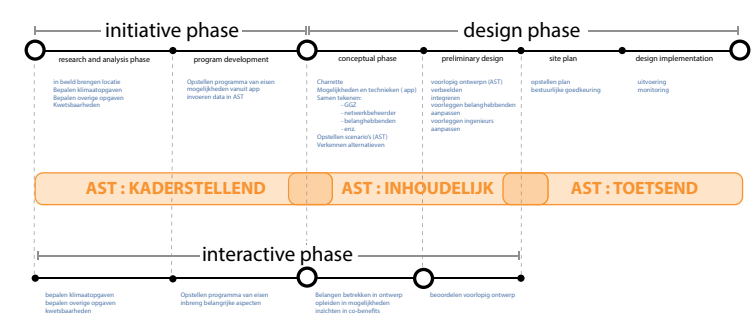 initiative phase
design phase
research and analysis phase
program development
conceptual phase
preliminary design
site plan
design implementation
in beeld brengen locatie
Bepalen klimaatopgaven
Bepalen overige opgaven
Kwetsbaarheden
Opstellen programma van eisen
mogelijkheden vanuit app
invoeren data in AST
Charrette
Mogelijkheden en technieken ( app)
Samen tekenen:
- GGZ
- netwerkbeheerder
- belanghebbenden
- enz.
Opstellen scenario's (AST)
Verkennen alternatieven
voorlopig ontwerpn (AST)
verbeelden
integreren
voorleggen belanghebbenden
aanpassen
voorleggen ingenieurs
aanpassen
opstellen plan
bestuurlijke goedkeuring
uitvoering
monitoring
AST : KADERSTELLEND
AST : INHOUDELIJK
AST : TOETSEND
interactive phase
bepalen klimaatopgaven
bepalen overige opgaven
kwetsbaarheden
Opstellen programma van eisen
inbreng belangrijke aspecten
Belangen betrekken in ontwerp
opleiden in mogelijkheden
inzichten in co-benefits
beoordelen voorlopig ontwerp